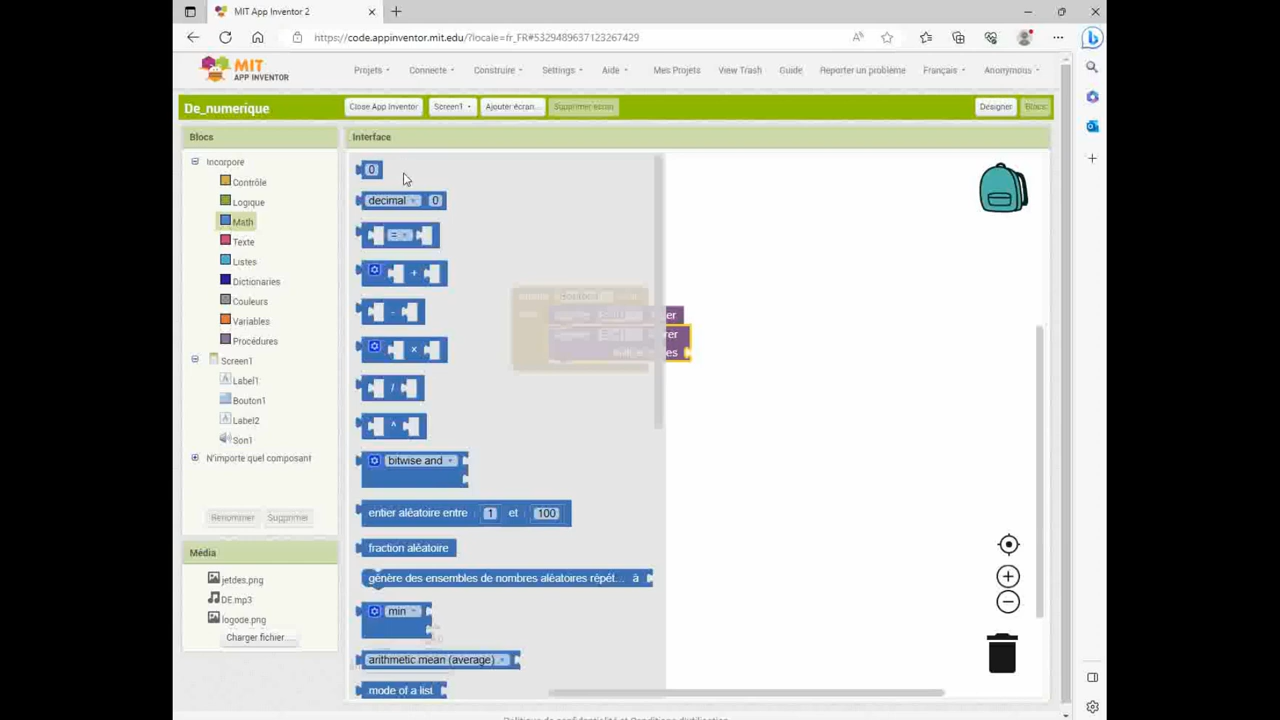 MIT App Inventor 2
https://code.appinventor.mit.edu/?locale=fr_FR#5329489637123267429
MIT
APP INVENTOR
Projets
Connecte
Construire
Settings
Aide
Mes Projets
View Trash
Guide
Reporter un problème
Français
Anonymous
De_numerique
Close App Inventor
Screen1
Ajouter écran...
Supprimer écran
Designer
Blocs
Blocs
Interface
Incorporé
Contrôle
Logique
Math
Texte
Listes
Dictionaries
Couleurs
Variables
Procédures
Screen1
Label1
Bouton1
Label2
Son1
N'importe quel composant
Renommer
Supprimer
Média
jetdes.png
DE.mp3
logode.png
Charger fichier...
0
decimal 0
=
+
-
×
/
^
bitwise and
entier aléatoire entre 1 et 100
fraction aléatoire
génère des ensembles de nombres aléatoires répét... à
min
arithmetic mean (average)
mode of a list